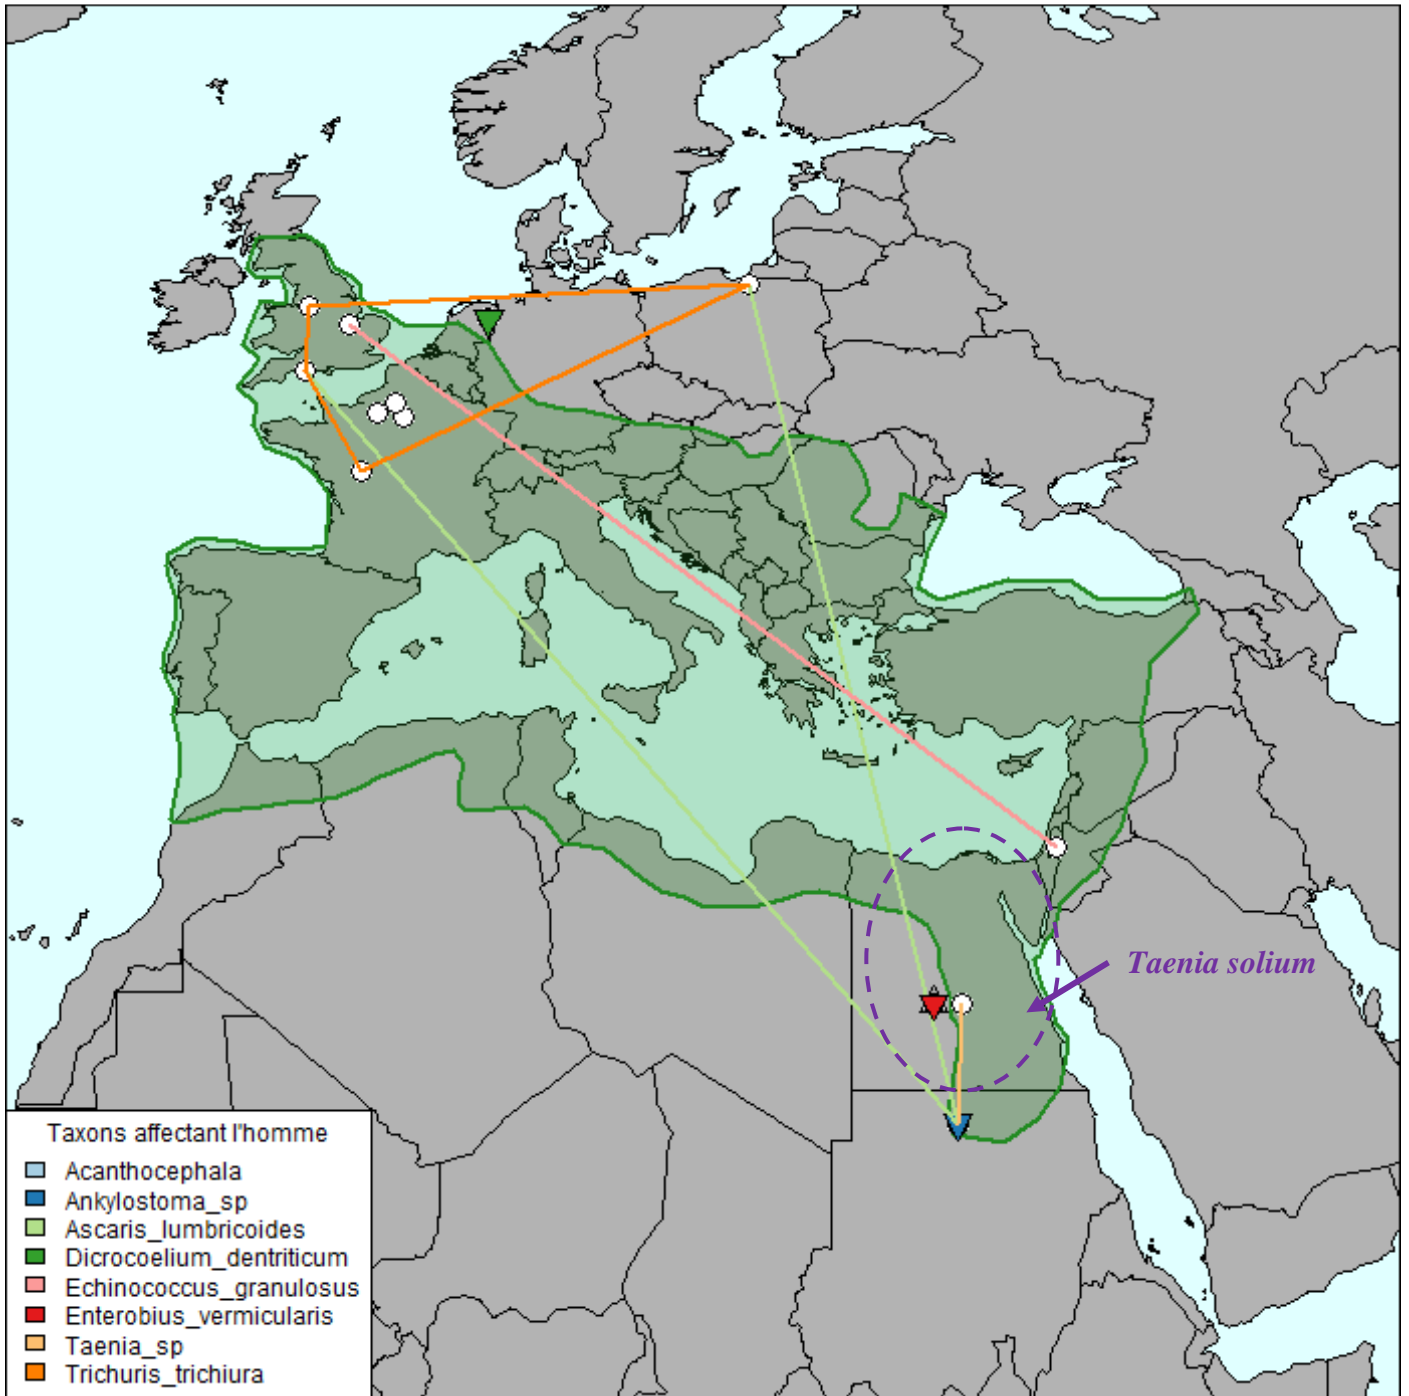 Taenia solium
Taxons affectant l'homme
Acanthocephala
Ankylostoma_sp
Ascaris_lumbricoides
Dicrocoelium_dentriticum
Echinococcus_granulosus
Enterobius_vermicularis
Taenia_sp
Trichuris_trichiura